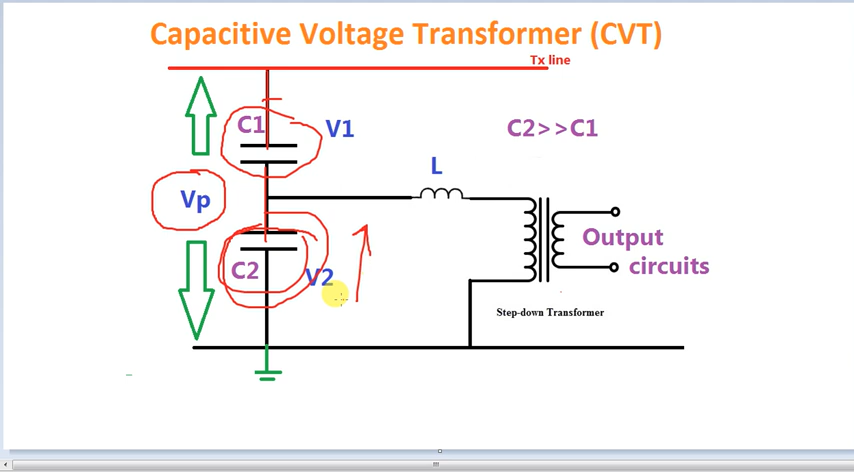 Capacitive Voltage Transformer (CVT)
Tx line
C1
V1
C2>>C1
L
Vp
Output
circuits
C2
V2
Step-down Transformer